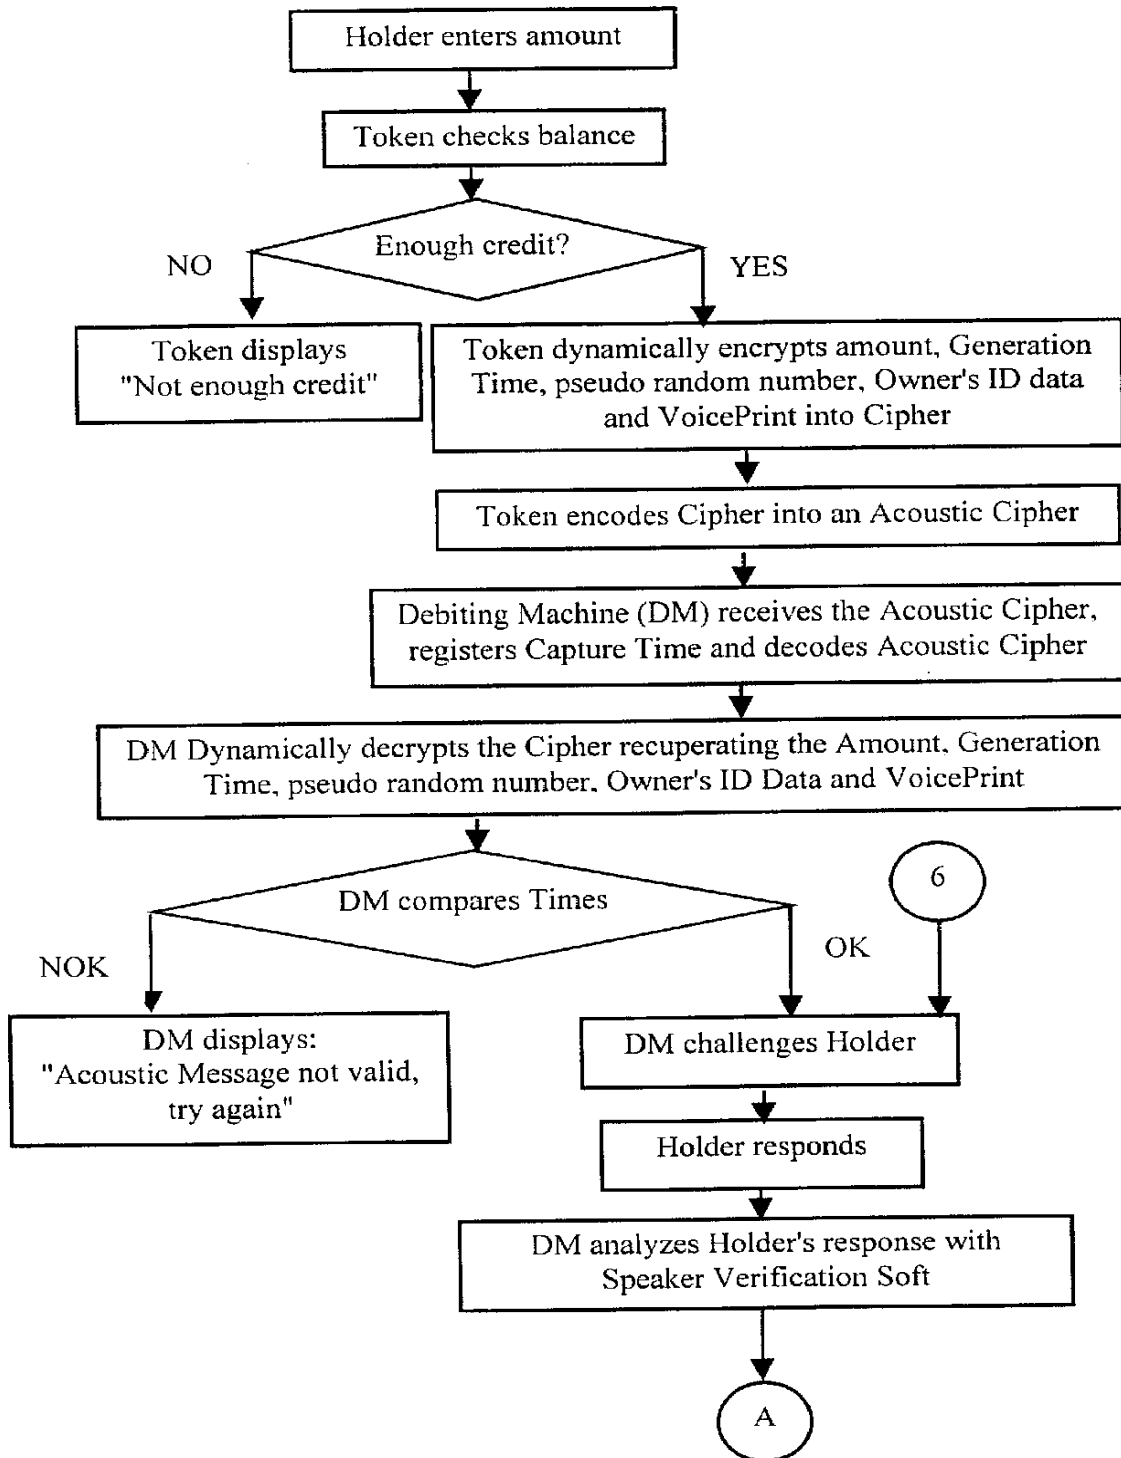 Holder enters amount
Token checks balance
Enough credit?
NO
YES
Token displays
"Not enough credit"
Token dynamically encrypts amount, Generation
Time, pseudo random number, Owner's ID data
and VoicePrint into Cipher
Token encodes Cipher into an Acoustic Cipher
Debiting Machine (DM) receives the Acoustic Cipher,
registers Capture Time and decodes Acoustic Cipher
DM Dynamically decrypts the Cipher recuperating the Amount, Generation
Time, pseudo random number, Owner's ID Data and VoicePrint
DM compares Times
6
NOK
OK
DM displays:
"Acoustic Message not valid,
try again"
DM challenges Holder
Holder responds
DM analyzes Holder's response with
Speaker Verification Soft
A